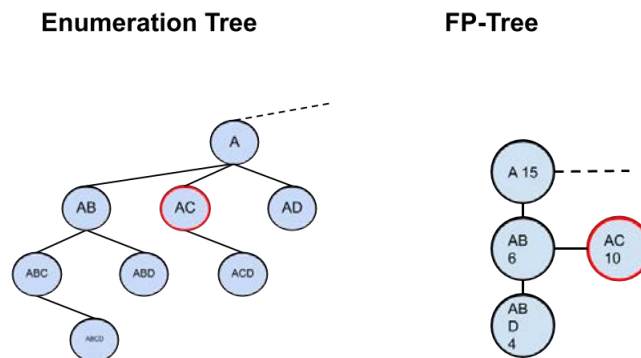 Enumeration Tree
FP-Tree
A
AB
AC
AD
ABC
ABD
ACD
ABCD
A 15
AB
6
AC
10
AB
D
4